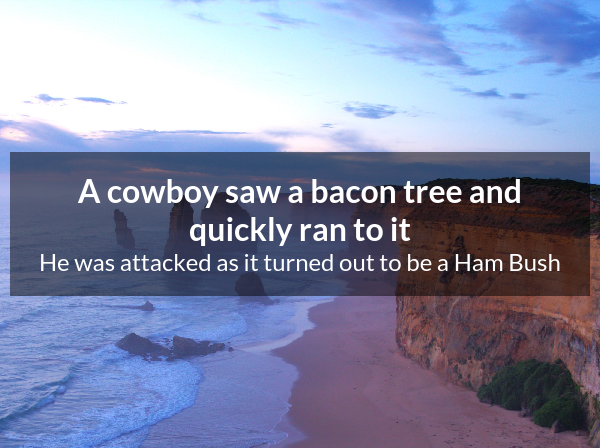 A cowboy saw a bacon tree and
quickly ran to it
He was attacked as it turned out to be a Ham Bush